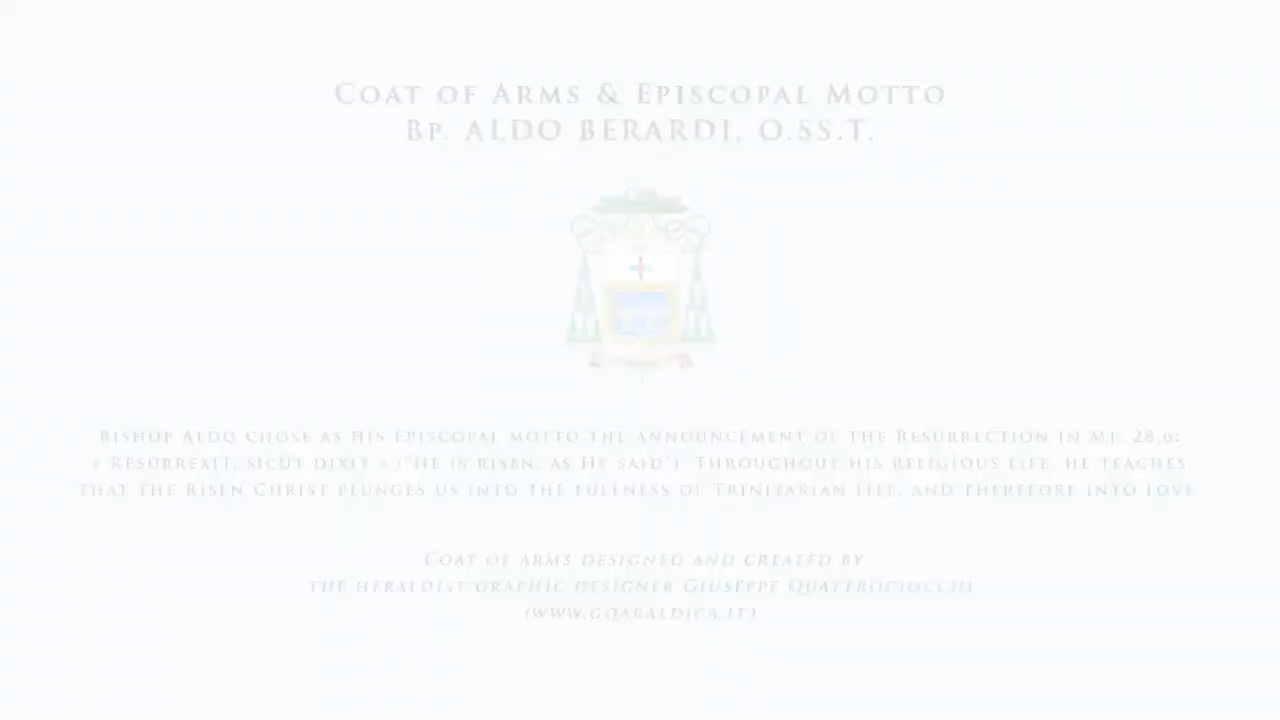 Coat of Arms & Episcopal Motto
Bp. ALDO BERARDI, O.SS.T.
Bishop Aldo chose as his Episcopal motto the announcement of the Resurrection in Mt. 28,6:
« Resurrexit, sicut dixit » ("He is risen, as He said"). Throughout his religious life, he teaches
that the Risen Christ plunges us into the fullness of Trinitarian life, and therefore into love
Coat of arms designed and created by
the heraldist graphic designer Giuseppe Quattrociocchi
(www.gqaraldica.it)